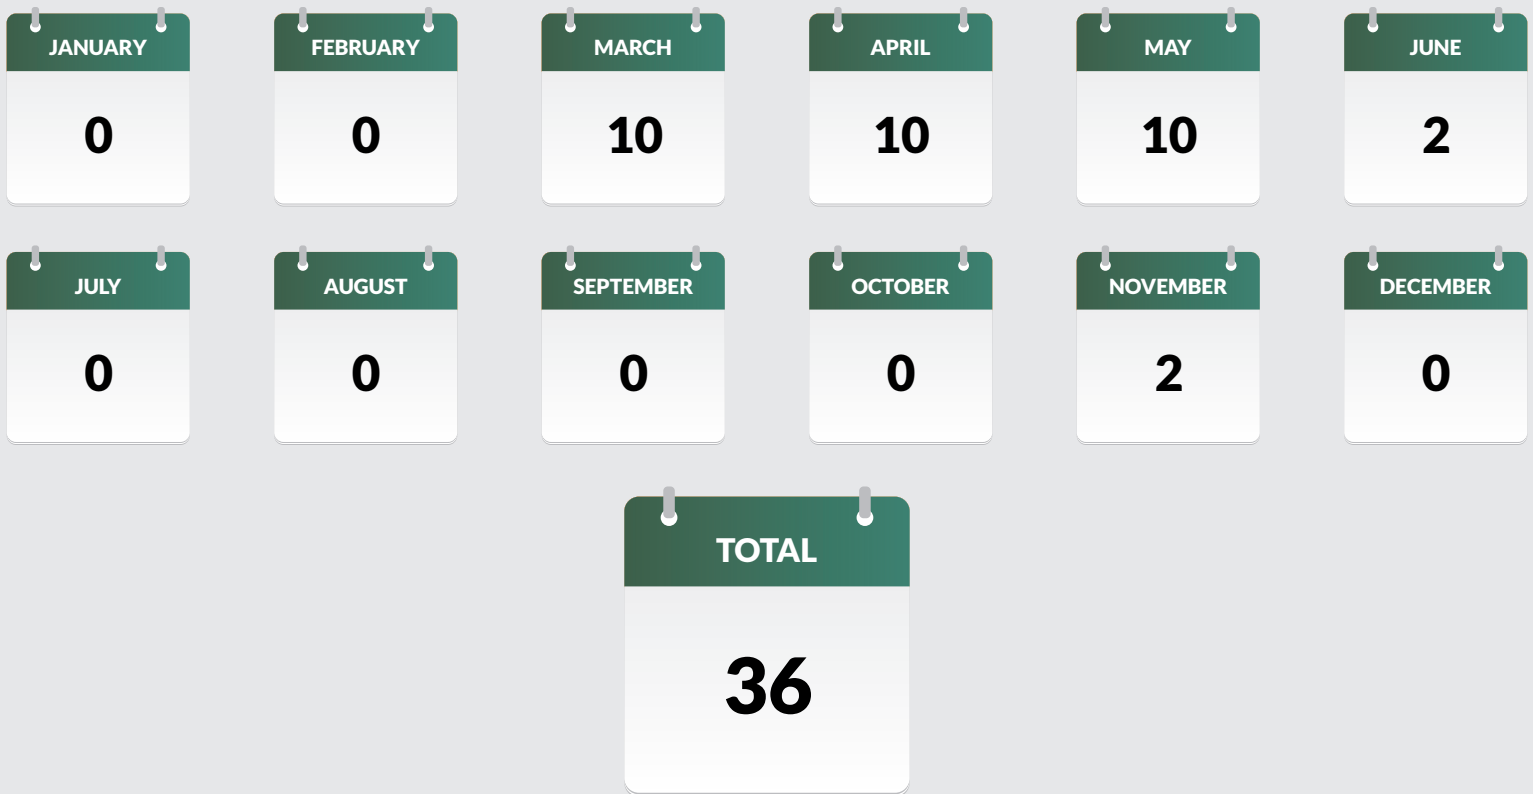 JANUARY FEBRUARY MARCH APRIL MAY JUNE
0 0 10 10 10 2
JULY AUGUST SEPTEMBER OCTOBER NOVEMBER DECEMBER
0 0 0 0 2 0
TOTAL
36